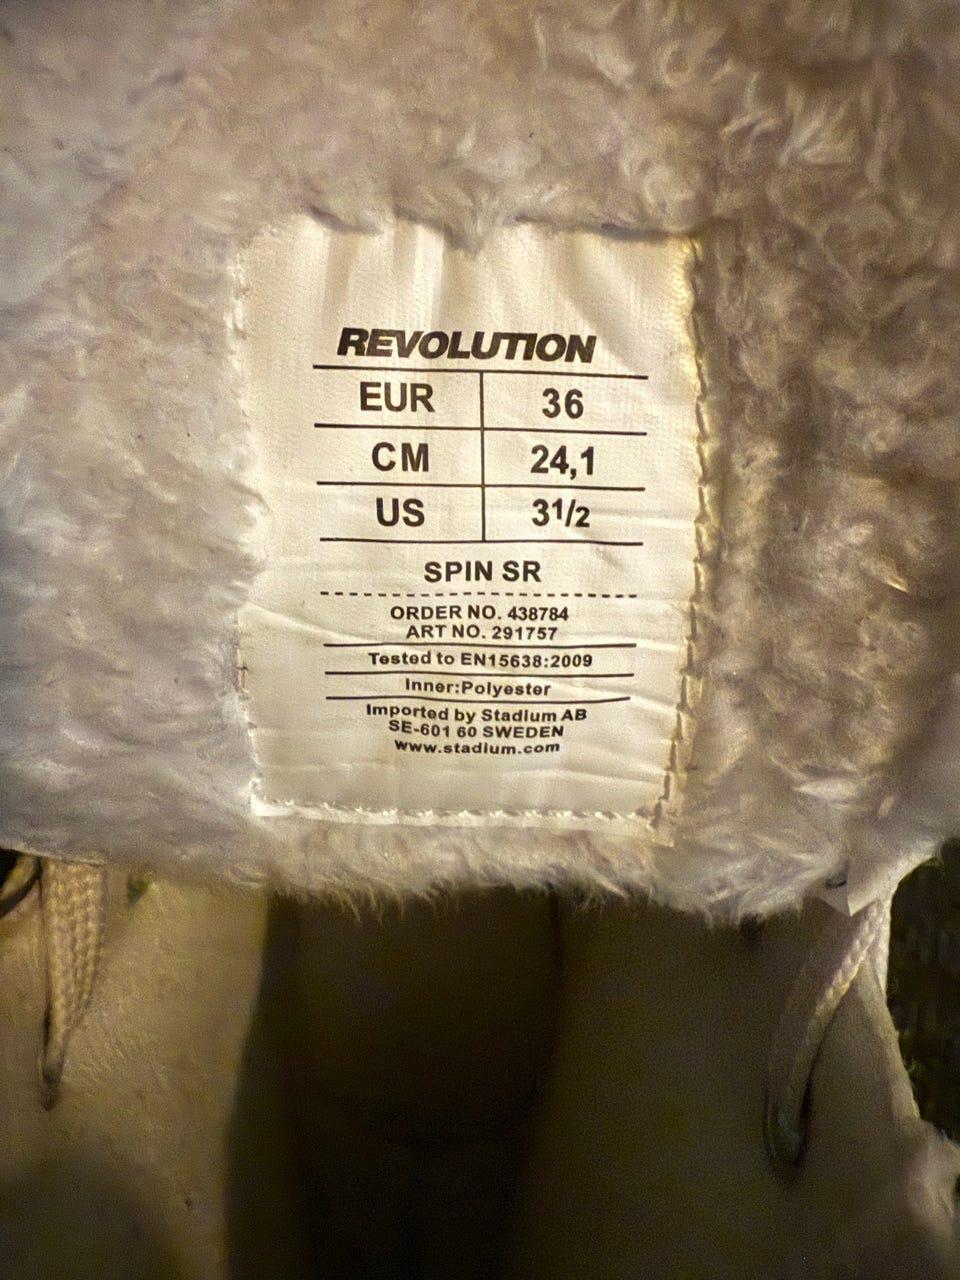 REVOLUTION
EUR 36
CM 24,1
US 31/2
SPIN SR
ORDER NO. 438784
ART NO. 291757
Tested to EN15638:2009
Inner:Polyester
Imported by Stadium AB
SE-601 60 SWEDEN
www.stadium.com